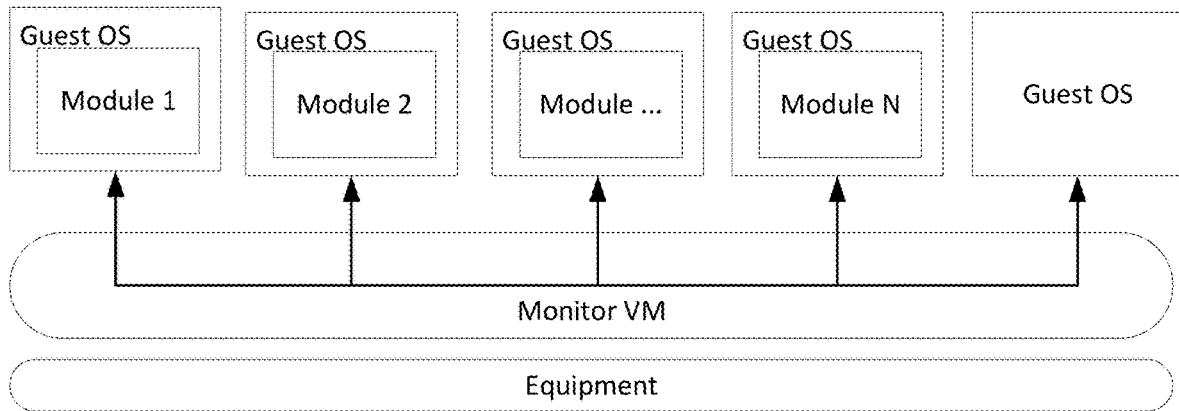 Guest OS
Module 1
Guest OS
Module 2
Guest OS
Module ...
Guest OS
Module N
Guest OS
Monitor VM
Equipment